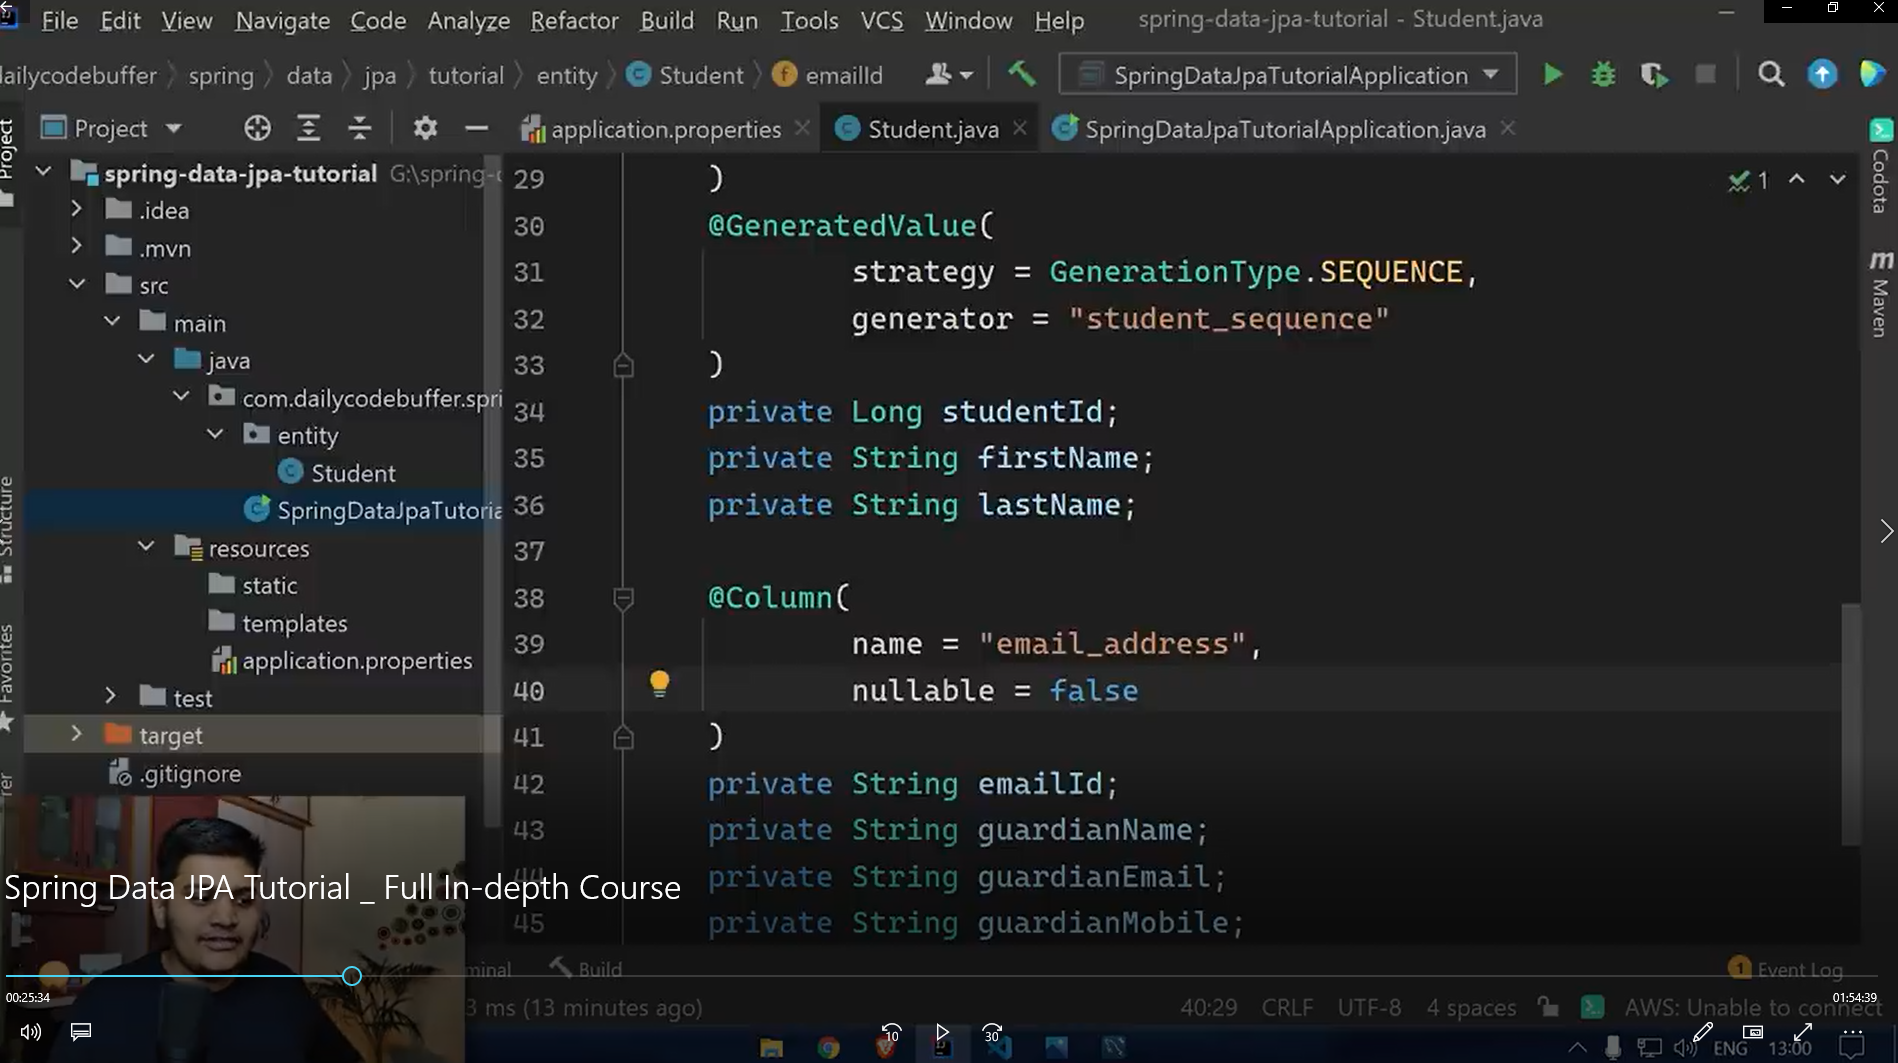 File Edit View Navigate Code Analyze Refactor Build Run Tools VCS Window Help spring-data-jpa-tutorial - Student.java
dailycodebuffer spring data jpa tutorial entity Student emailId SpringDataJpaTutorialApplication
Project application.properties Student.java SpringDataJpaTutorialApplication.java
Project
Structure
Favorites
Codota
Maven
spring-data-jpa-tutorial G:\spring-
.idea
.mvn
src
main
java
com.dailycodebuffer.spri
entity
Student
SpringDataJpaTutoria
resources
static
templates
application.properties
test
target
.gitignore
1
29 )
30 @GeneratedValue(
31 strategy = GenerationType.SEQUENCE,
32 generator = "student_sequence"
33 )
34 private Long studentId;
35 private String firstName;
36 private String lastName;
37
38 @Column(
39 name = "email_address",
40 nullable = false
41 )
42 private String emailId;
43 private String guardianName;
44 private String guardianEmail;
45 private String guardianMobile;
Spring Data JPA Tutorial _ Full In-depth Course
minal Build 1 Event Log
00:25:34 01:54:39
3 ms (13 minutes ago) 40:29 CRLF UTF-8 4 spaces AWS: Unable to connect
10 30
ENG 13:00